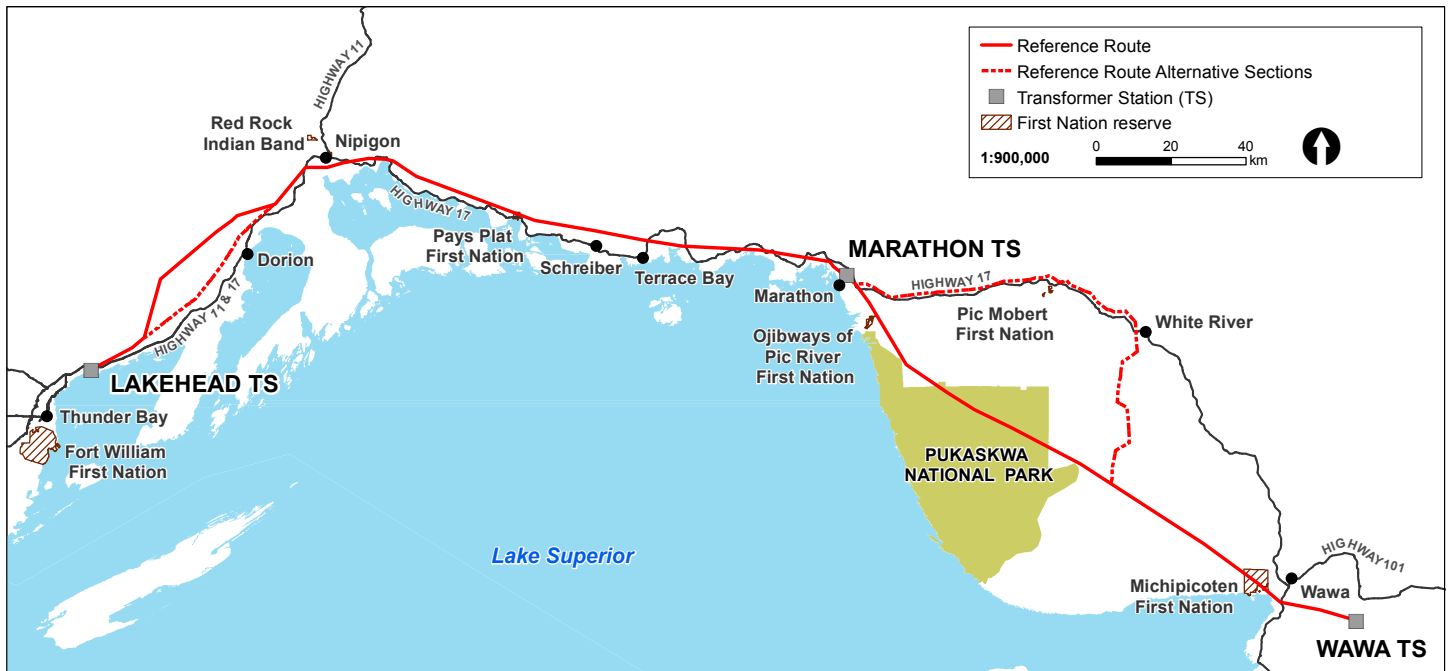 HIGHWAY 11
Reference Route
Reference Route Alternative Sections
Transformer Station (TS)
First Nation reserve
1:900,000
0 20 40
km
Red Rock
Indian Band
Nipigon
HIGHWAY 17
Pays Plat
First Nation
Schreiber
Terrace Bay
Dorion
HIGHWAY 11 & 17
LAKEHEAD TS
Thunder Bay
Fort William
First Nation
MARATHON TS
Marathon
HIGHWAY 17
Pic Mobert
First Nation
White River
Ojibways of
Pic River
First Nation
PUKASKWA
NATIONAL PARK
Lake Superior
HIGHWAY 101
Michipicoten
First Nation
Wawa
WAWA TS